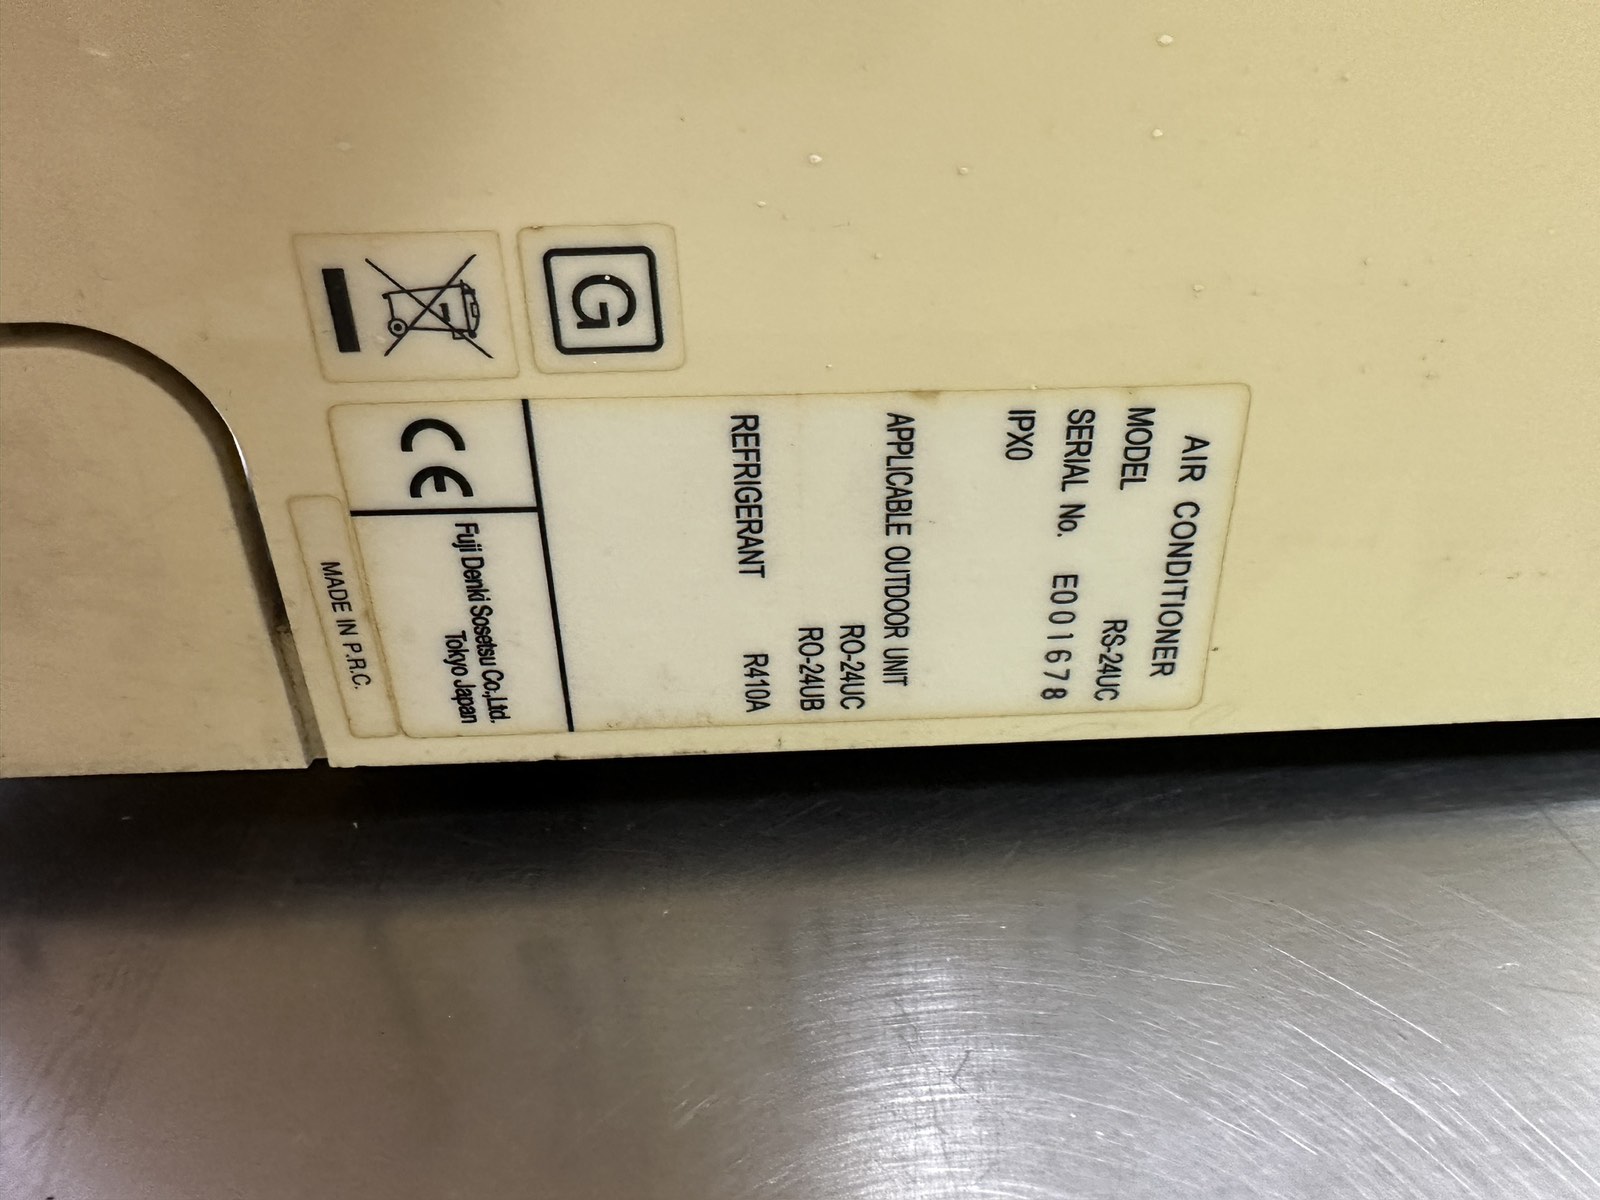 AIR CONDITIONER
MODEL RS-24UC
SERIAL No. E001678
IPX0
APPLICABLE OUTDOOR UNIT
RO-24UC
RO-24UB
REFRIGERANT R410A
CE
Fuji Denki Sosetsu Co.,Ltd.
Tokyo Japan
MADE IN P.R.C.
G